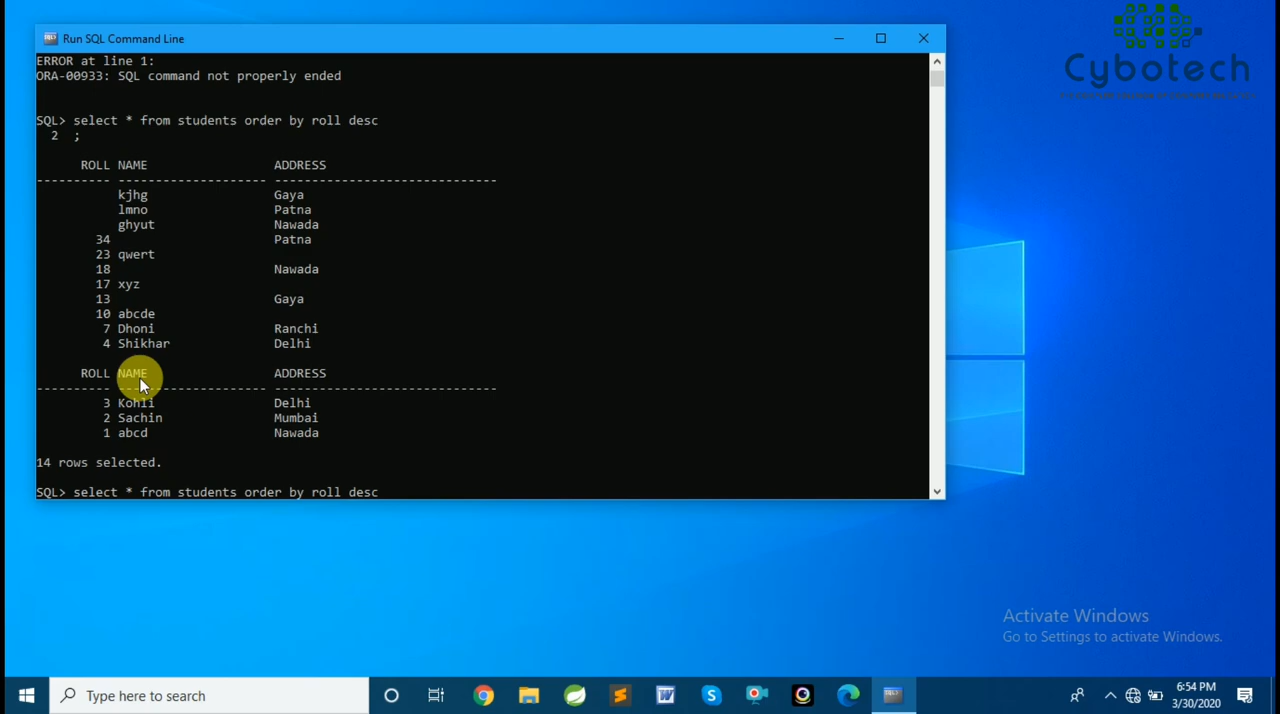 Run SQL Command Line
Cybotech
ERROR at line 1:
ORA-00933: SQL command not properly ended
SQL> select * from students order by roll desc
2 ;
ROLL NAME ADDRESS
---------- -------------------- ------------------------------
kjhg Gaya
lmno Patna
ghyut Nawada
34 Patna
23 qwert
18 Nawada
17 xyz
13 Gaya
10 abcde
7 Dhoni Ranchi
4 Shikhar Delhi
ROLL NAME ADDRESS
---------- -------------------- ------------------------------
3 Kohli Delhi
2 Sachin Mumbai
1 abcd Nawada
14 rows selected.
SQL> select * from students order by roll desc
Activate Windows
Go to Settings to activate Windows.
Type here to search
6:54 PM
3/30/2020